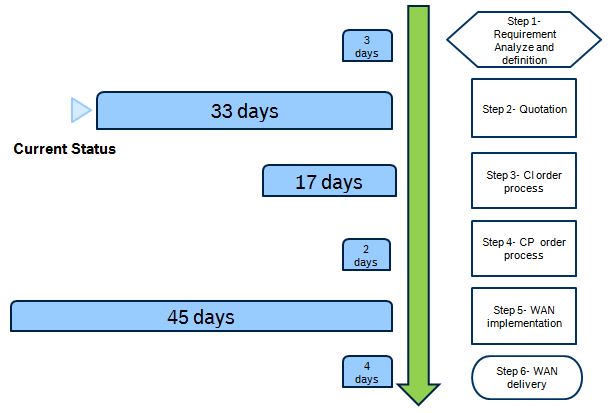 3
days
Step 1-
Requirement
Analyze and
definition
33 days
Step 2- Quotation
Current Status
17 days
Step 3- CI order
process
2
days
Step 4- CP order
process
45 days
Step 5- WAN
implementation
4
days
Step 6- WAN
delivery